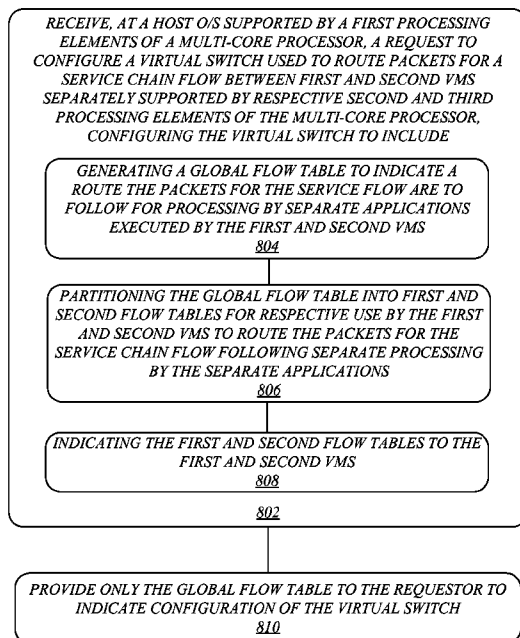 RECEIVE, AT A HOST O/S SUPPORTED BY A FIRST PROCESSING
ELEMENTS OF A MULTI-CORE PROCESSOR, A REQUEST TO
CONFIGURE A VIRTUAL SWITCH USED TO ROUTE PACKETS FOR A
SERVICE CHAIN FLOW BETWEEN FIRST AND SECOND VMS
SEPARATELY SUPPORTED BY RESPECTIVE SECOND AND THIRD
PROCESSING ELEMENTS OF THE MULTI-CORE PROCESSOR,
CONFIGURING THE VIRTUAL SWITCH TO INCLUDE
GENERATING A GLOBAL FLOW TABLE TO INDICATE A
ROUTE THE PACKETS FOR THE SERVICE FLOW ARE TO
FOLLOW FOR PROCESSING BY SEPARATE APPLICATIONS
EXECUTED BY THE FIRST AND SECOND VMS
804
PARTITIONING THE GLOBAL FLOW TABLE INTO FIRST AND
SECOND FLOW TABLES FOR RESPECTIVE USE BY THE FIRST
AND SECOND VMS TO ROUTE THE PACKETS FOR THE
SERVICE CHAIN FLOW FOLLOWING SEPARATE PROCESSING
BY THE SEPARATE APPLICATIONS
806
INDICATING THE FIRST AND SECOND FLOW TABLES TO THE
FIRST AND SECOND VMS
808
802
PROVIDE ONLY THE GLOBAL FLOW TABLE TO THE REQUESTOR TO
INDICATE CONFIGURATION OF THE VIRTUAL SWITCH
810